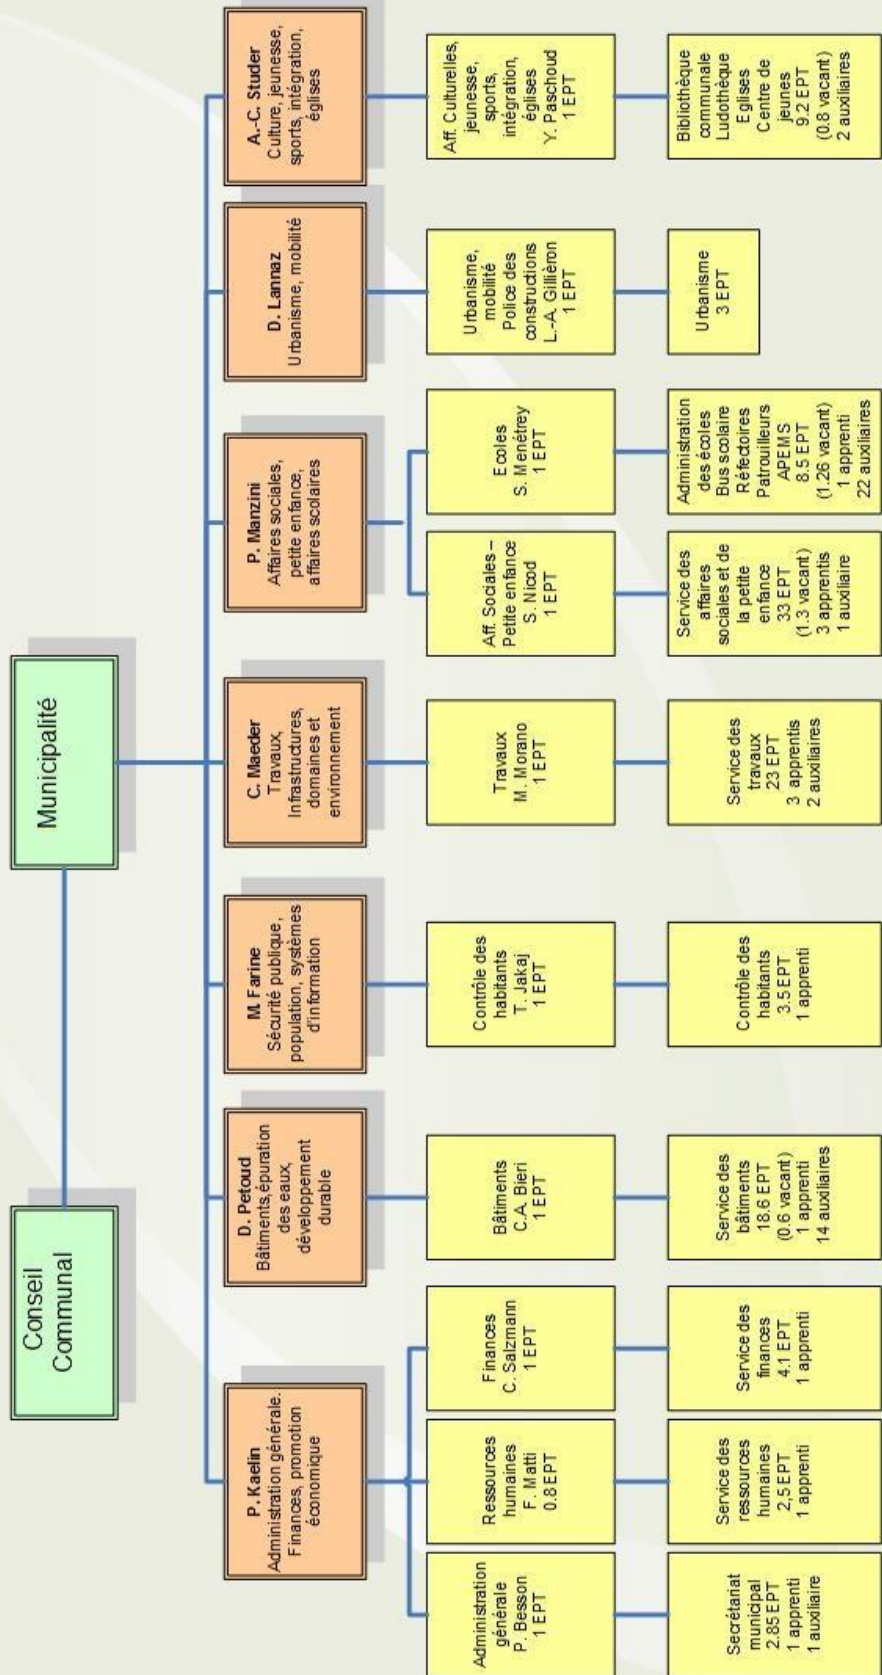 Conseil
Communal
Municipalité
P. Kaelin
Administration générale.
Finances, promotion
économique
D. Petoud
Bâtiments,épuration
des eaux,
développement
durable
M. Farine
Sécurité publique,
population, systèmes
d'information
C. Maeder
Travaux,
Infrastructures,
domaines et
environnement
P. Manzini
Affaires sociales,
petite enfance,
affaires scolaires
D. Lannaz
Urbanisme, mobilité
A.-C. Studer
Culture, jeunesse,
sports, intégration,
églises
Administration
générale
P. Besson
1 EPT
Ressources
humaines
F. Matti
0.8 EPT
Finances
C. Salzmann
1 EPT
Bâtiments
C.A. Bieri
1 EPT
Contrôle des
habitants
T. Jakaj
1 EPT
Travaux
M. Morano
1 EPT
Aff. Sociales –
Petite enfance
S. Nicod
1 EPT
Ecoles
S. Menétrey
1 EPT
Urbanisme,
mobilité
Police des
constructions
L.-A. Gilliéron
1 EPT
Aff. Culturelles,
jeunesse,
sports,
intégration,
églises
Y. Paschoud
1 EPT
Secrétariat
municipal
2.85 EPT
1 apprenti
1 auxiliaire
Service des
ressources
humaines
2,5 EPT
1 apprenti
Service des
finances
4.1 EPT
1 apprenti
Service des
bâtiments
18.6 EPT
(0.6 vacant)
1 apprenti
14 auxiliaires
Contrôle des
habitants
3.5 EPT
1 apprenti
Service des
travaux
23 EPT
3 apprentis
2 auxiliaires
Service des
affaires
sociales et de
la petite
enfance
33 EPT
(1.3 vacant)
3 apprentis
1 auxiliaire
Administration
des écoles
Bus scolaire
Réfectoires
Patrouilleurs
APEMS
8.5 EPT
(1.26 vacant)
1 apprenti
22 auxiliaires
Urbanisme
3 EPT
Bibliothèque
communale
Ludothèque
Eglises
Centre de
jeunes
9.2 EPT
(0.8 vacant)
2 auxiliaires